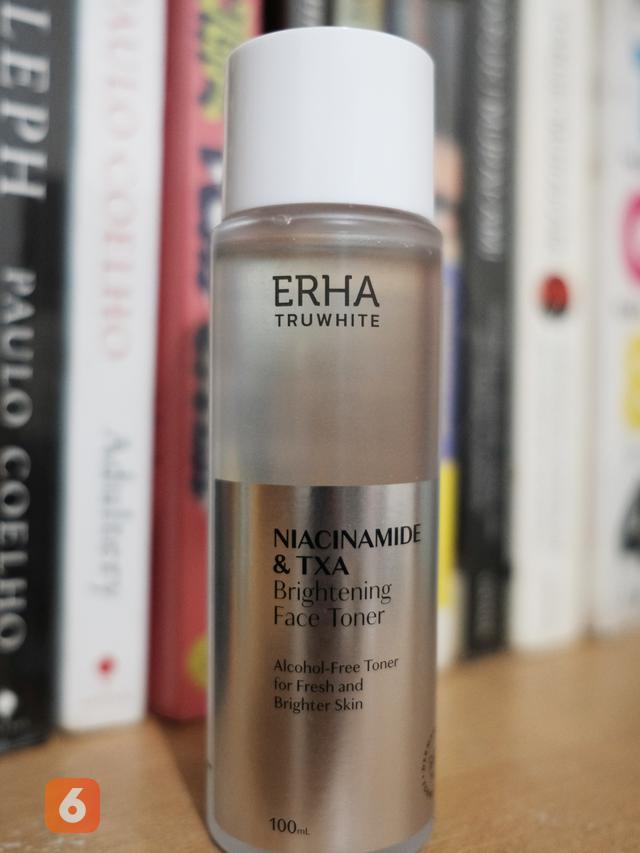 LEPH
PAULO COELHO
PAULO COELHO
Adultery
ERHA
TRUWHITE
NIACINAMIDE
& TXA
Brightening
Face Toner
Alcohol-Free Toner
for Fresh and
Brighter Skin
100mL
6